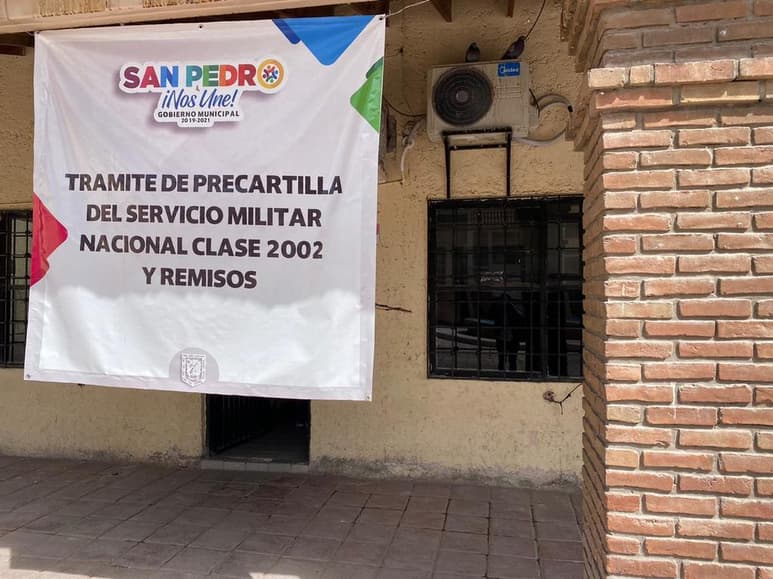 SAN PEDRO
¡Nos Une!
GOBIERNO MUNICIPAL
2019-2021
TRAMITE DE PRECARTILLA
DEL SERVICIO MILITAR
NACIONAL CLASE 2002
Y REMISOS
Midea